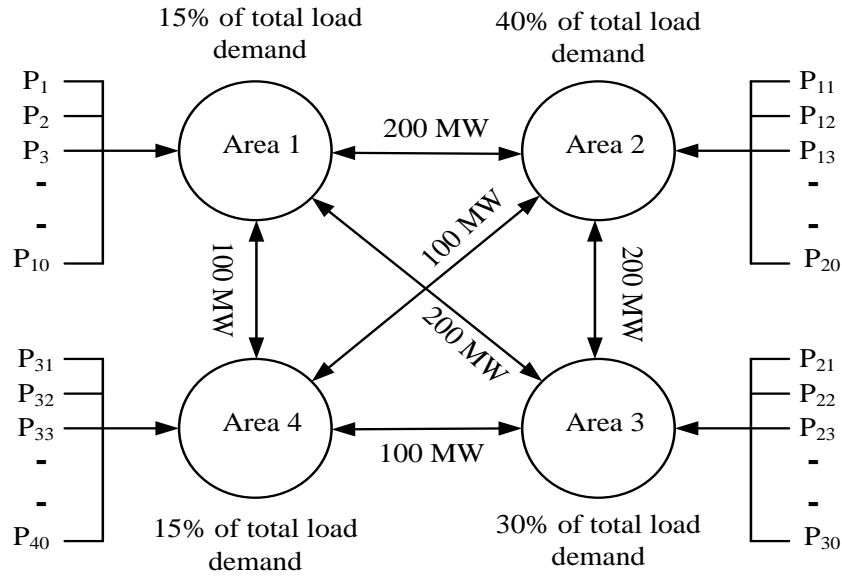 15% of total load
demand
40% of total load
demand
P1
P2
P3
-
-
P10
Area 1
200 MW
Area 2
P11
P12
P13
-
-
P20
100 MW
100 MW
200 MW
200 MW
P31
P32
P33
-
-
P40
Area 4
100 MW
Area 3
P21
P22
P23
-
-
P30
15% of total load
demand
30% of total load
demand